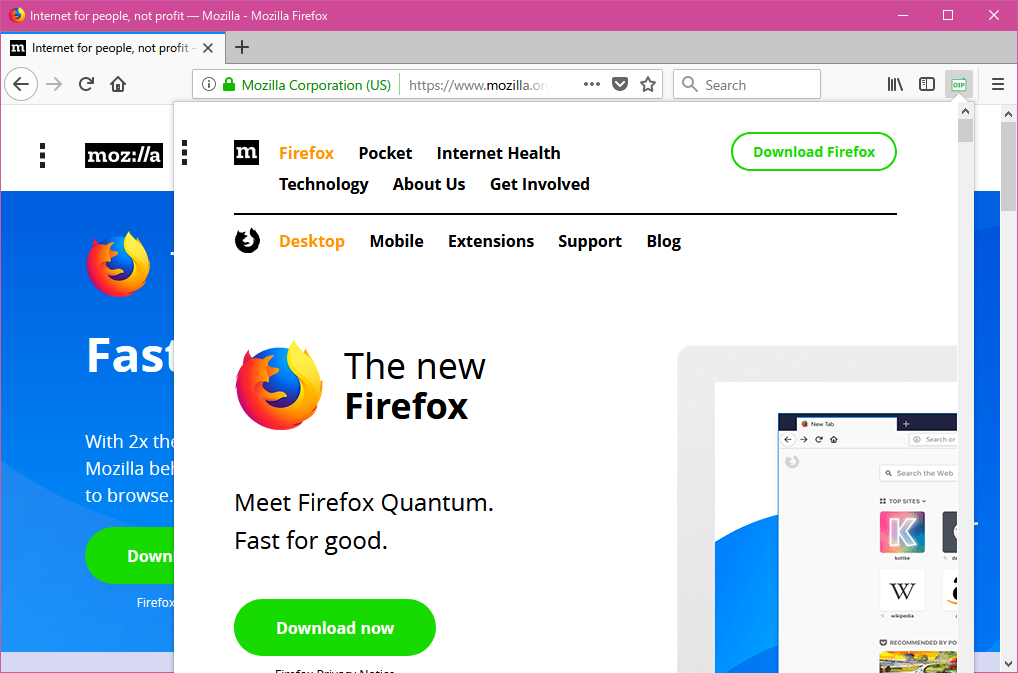 Internet for people, not profit — Mozilla - Mozilla Firefox
m Internet for people, not profit –
Mozilla Corporation (US) https://www.mozilla.or Search OIP
moz://a
Fast
With 2x the
Mozilla beh
to browse.
Down
Firefox
m Firefox Pocket Internet Health Download Firefox
Technology About Us Get Involved
Desktop Mobile Extensions Support Blog
The new
Firefox
Meet Firefox Quantum.
Fast for good.
Download now
Firefox Privacy Notice
New Tab
Search or
Search the Web
TOP SITES
K
kottke
W
wikipedia
a
RECOMMENDED BY PO